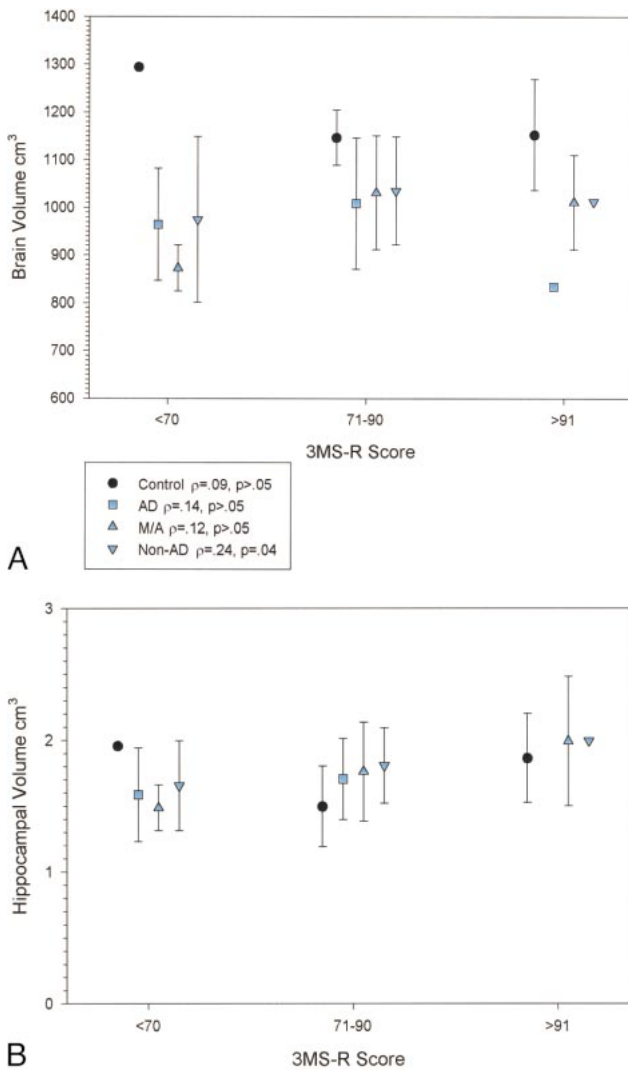 1400
1300
1200
1100
1000
900
800
700
600
Brain Volume cm³
<70 71-90 >91
3MS-R Score
Control ρ=.09, p>.05
AD ρ=.14, p>.05
M/A ρ=.12, p>.05
Non-AD ρ=.24, p=.04
A
3
2
1
0
Hippocampal Volume cm³
<70 71-90 >91
3MS-R Score
B